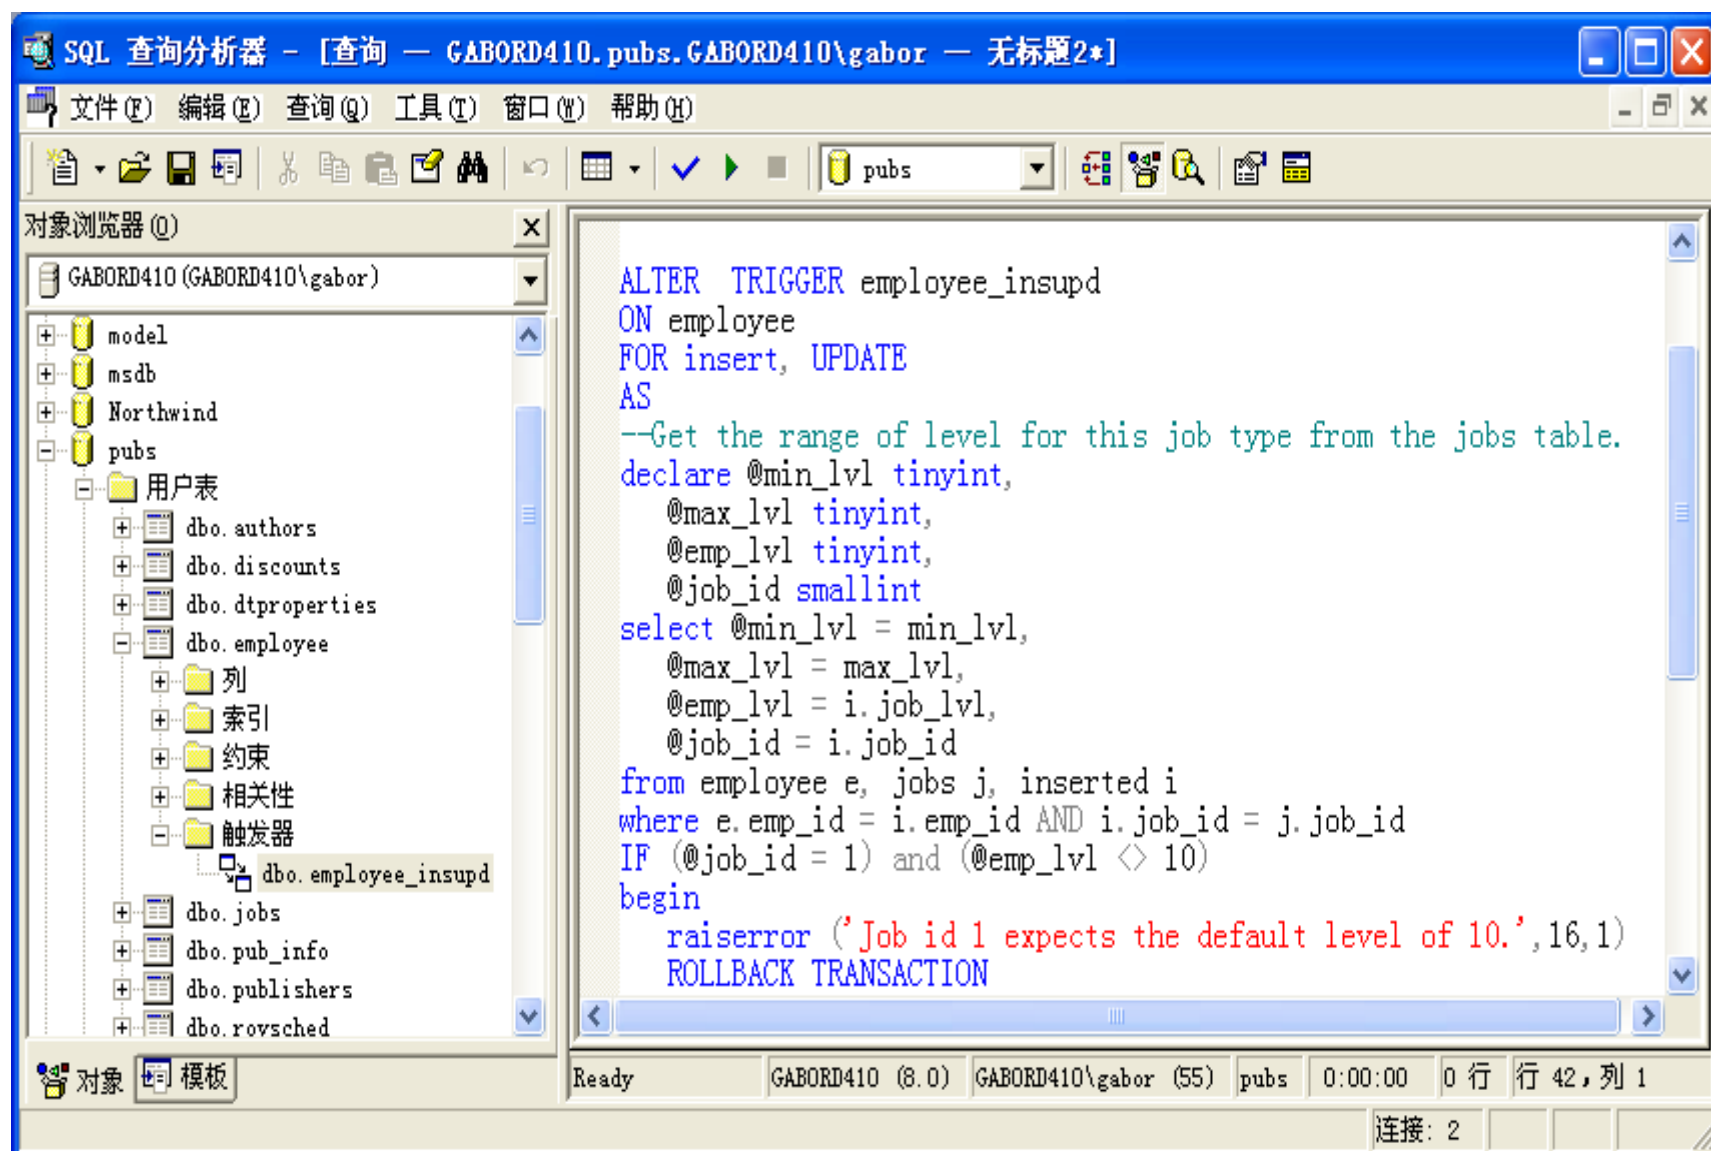 SQL 查询分析器 - [查询 — GABORD410.pubs.GABORD410\gabor — 无标题2*]
文件(F) 编辑(E) 查询(Q) 工具(T) 窗口(W) 帮助(H)
pubs
对象浏览器(O)
GABORD410(GABORD410\gabor)
model
msdb
Northwind
pubs
用户表
dbo.authors
dbo.discounts
dbo.dtproperties
dbo.employee
列
索引
约束
相关性
触发器
dbo.employee_insupd
dbo.jobs
dbo.pub_info
dbo.publishers
dbo.roysched
对象 模板
ALTER  TRIGGER employee_insupd
ON employee
FOR insert, UPDATE
AS
--Get the range of level for this job type from the jobs table.
declare @min_lvl tinyint,
   @max_lvl tinyint,
   @emp_lvl tinyint,
   @job_id smallint
select @min_lvl = min_lvl,
   @max_lvl = max_lvl,
   @emp_lvl = i.job_lvl,
   @job_id = i.job_id
from employee e, jobs j, inserted i
where e.emp_id = i.emp_id AND i.job_id = j.job_id
IF (@job_id = 1) and (@emp_lvl <> 10)
begin
   raiserror ('Job id 1 expects the default level of 10.',16,1)
   ROLLBACK TRANSACTION
Ready GABORD410 (8.0) GABORD410\gabor (55) pubs 0:00:00 0 行 行 42，列 1
连接: 2